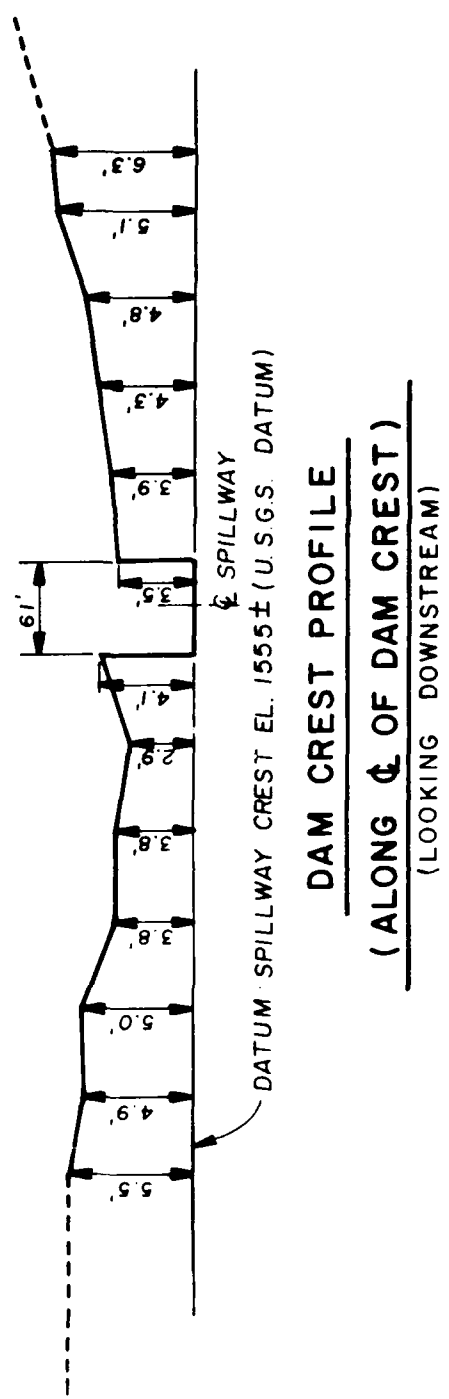 61'
5.5'
4.9'
5.0'
3.8'
3.8'
2.9'
4.1'
3.5'
3.9'
4.3'
4.8'
5.1'
6.3'
℄ SPILLWAY
DATUM: SPILLWAY CREST EL. 1555± (U.S.G.S. DATUM)
DAM CREST PROFILE
(ALONG ℄ OF DAM CREST)
(LOOKING DOWNSTREAM)